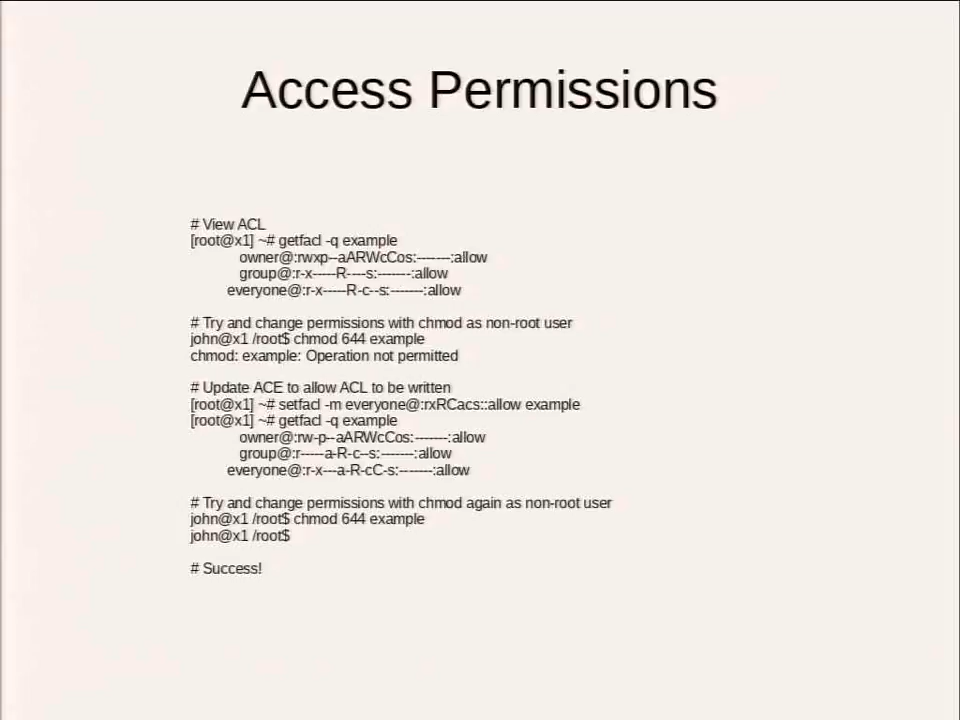 Access Permissions
# View ACL
[root@x1] ~# getfacl -q example
owner@:rwxp--aARWcCos:-------:allow
group@:r-x-----R----s:-------:allow
everyone@:r-x-----R-c--s:-------:allow
# Try and change permissions with chmod as non-root user
john@x1 /root$ chmod 644 example
chmod: example: Operation not permitted
# Update ACE to allow ACL to be written
[root@x1] ~# setfacl -m everyone@:rxRCacs::allow example
[root@x1] ~# getfacl -q example
owner@:rw-p--aARWcCos:-------:allow
group@:r-----a-R-c--s:-------:allow
everyone@:r-x---a-R-cC-s:-------:allow
# Try and change permissions with chmod again as non-root user
john@x1 /root$ chmod 644 example
john@x1 /root$
# Success!